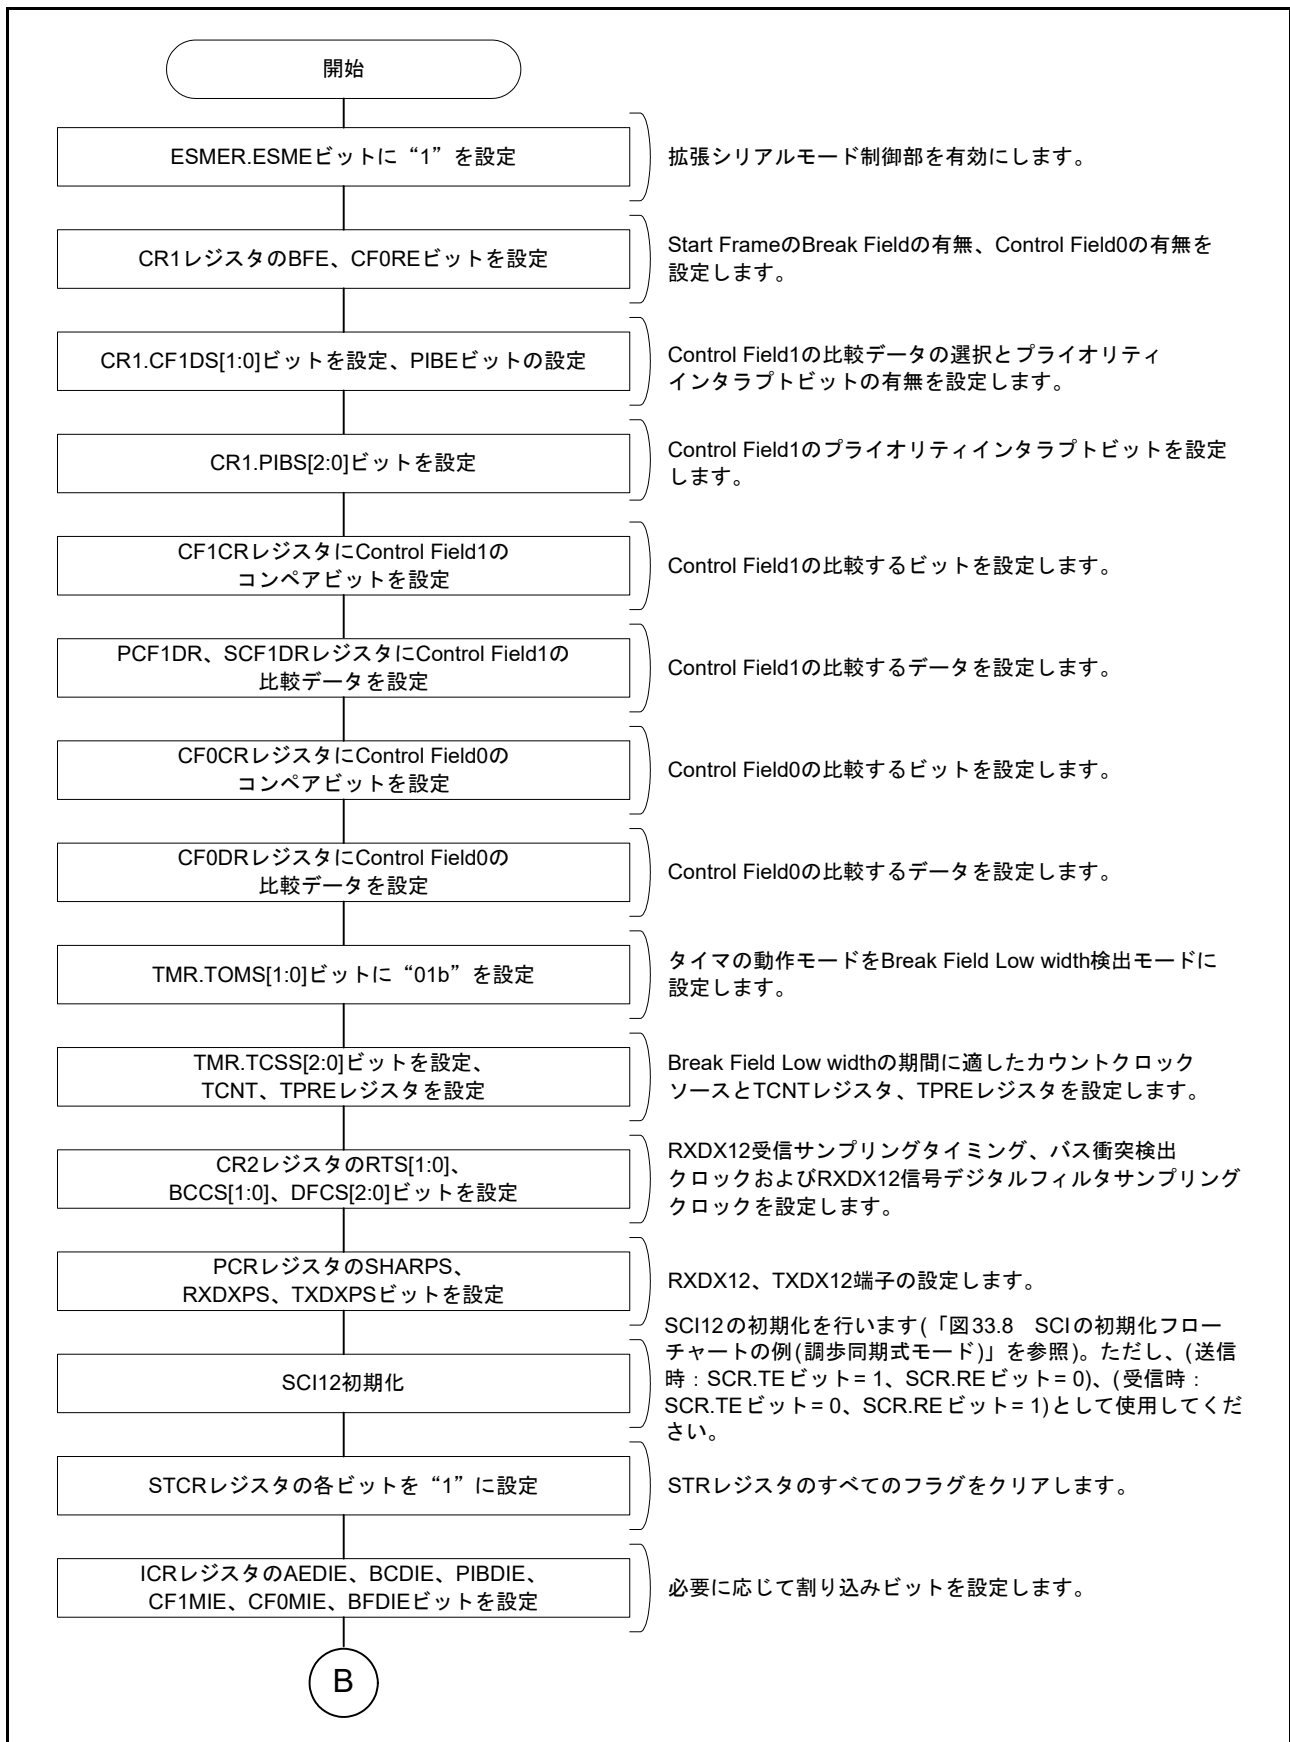 開始
ESMER.ESMEビットに“1”を設定
拡張シリアルモード制御部を有効にします。
CR1レジスタのBFE、CF0REビットを設定
Start FrameのBreak Fieldの有無、Control Field0の有無を
設定します。
CR1.CF1DS[1:0]ビットを設定、PIBEビットの設定
Control Field1の比較データの選択とプライオリティ
インタラプトビットの有無を設定します。
CR1.PIBS[2:0]ビットを設定
Control Field1のプライオリティインタラプトビットを設定
します。
CF1CRレジスタにControl Field1の
コンペアビットを設定
Control Field1の比較するビットを設定します。
PCF1DR、SCF1DRレジスタにControl Field1の
比較データを設定
Control Field1の比較するデータを設定します。
CF0CRレジスタにControl Field0の
コンペアビットを設定
Control Field0の比較するビットを設定します。
CF0DRレジスタにControl Field0の
比較データを設定
Control Field0の比較するデータを設定します。
TMR.TOMS[1:0]ビットに“01b”を設定
タイマの動作モードをBreak Field Low width検出モードに
設定します。
TMR.TCSS[2:0]ビットを設定、
TCNT、TPREレジスタを設定
Break Field Low widthの期間に適したカウントクロック
ソースとTCNTレジスタ、TPREレジスタを設定します。
CR2レジスタのRTS[1:0]、
BCCS[1:0]、DFCS[2:0]ビットを設定
RXDX12受信サンプリングタイミング、バス衝突検出
クロックおよびRXDX12信号デジタルフィルタサンプリング
クロックを設定します。
PCRレジスタのSHARPS、
RXDXPS、TXDXPSビットを設定
RXDX12、TXDX12端子の設定します。
SCI12初期化
SCI12の初期化を行います(「図33.8　SCIの初期化フロー
チャートの例(調歩同期式モード)」を参照)。ただし、(送信
時：SCR.TEビット= 1、SCR.REビット= 0)、(受信時：
SCR.TEビット= 0、SCR.REビット= 1)として使用してくだ
さい。
STCRレジスタの各ビットを“1”に設定
STRレジスタのすべてのフラグをクリアします。
ICRレジスタのAEDIE、BCDIE、PIBDIE、
CF1MIE、CF0MIE、BFDIEビットを設定
必要に応じて割り込みビットを設定します。
B